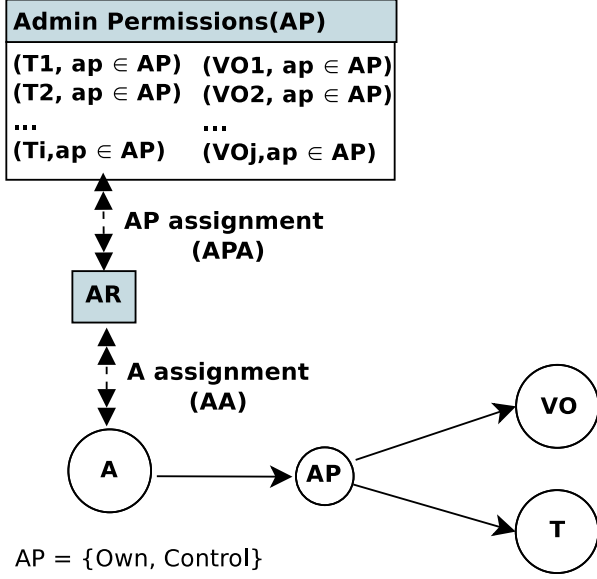 Admin Permissions(AP)
(T1, ap ∈ AP) (VO1, ap ∈ AP)
(T2, ap ∈ AP) (VO2, ap ∈ AP)
... ...
(Ti,ap ∈ AP) (VOj,ap ∈ AP)
AP assignment
(APA)
AR
A assignment
(AA)
VO
A
AP
T
AP = {Own, Control}